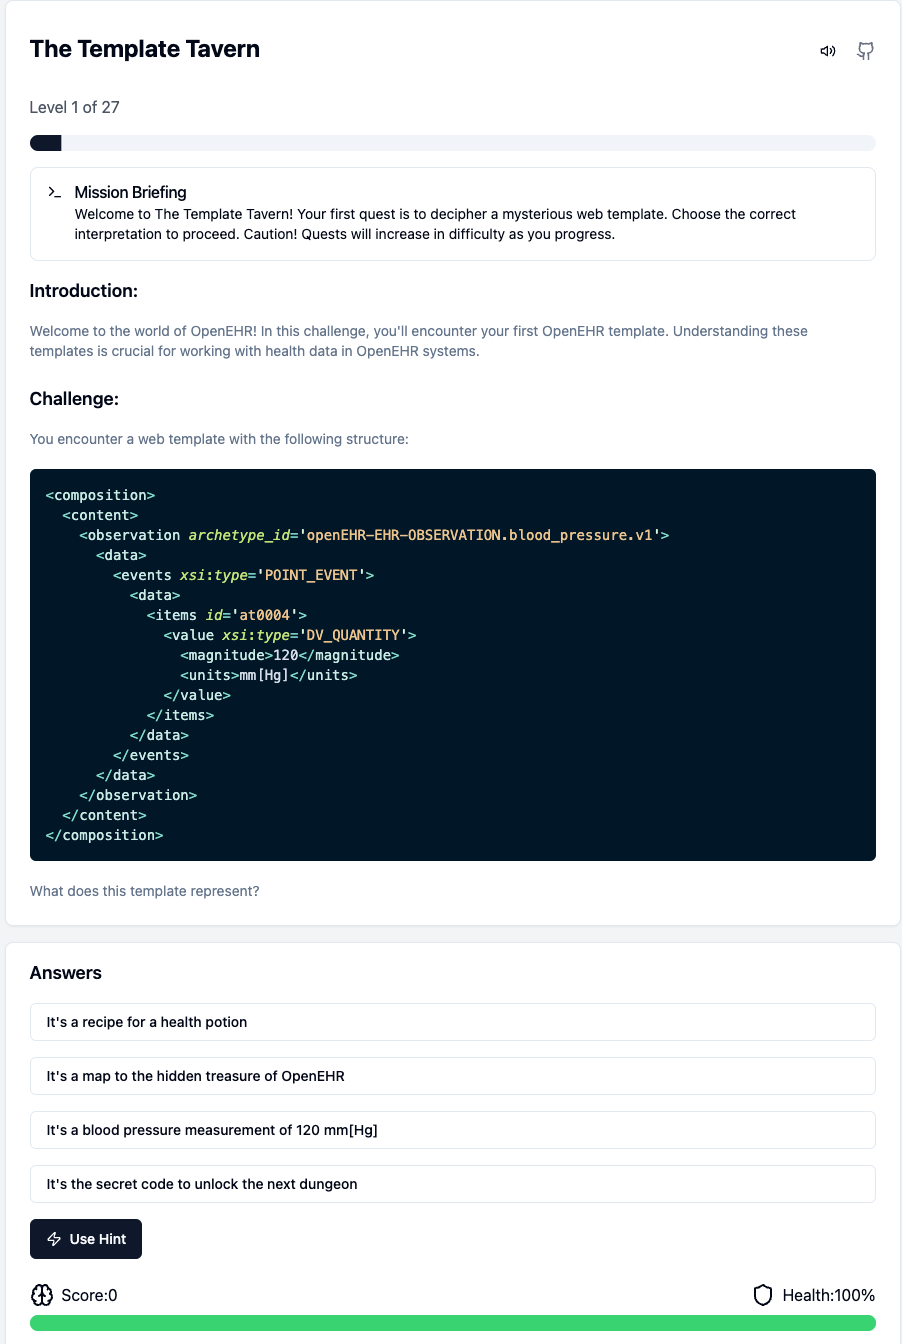 The Template Tavern
Level 1 of 27
Mission Briefing
Welcome to The Template Tavern! Your first quest is to decipher a mysterious web template. Choose the correct
interpretation to proceed. Caution! Quests will increase in difficulty as you progress.
Introduction:
Welcome to the world of OpenEHR! In this challenge, you'll encounter your first OpenEHR template. Understanding these
templates is crucial for working with health data in OpenEHR systems.
Challenge:
You encounter a web template with the following structure:
<composition>
  <content>
    <observation archetype_id='openEHR-EHR-OBSERVATION.blood_pressure.v1'>
      <data>
        <events xsi:type='POINT_EVENT'>
          <data>
            <items id='at0004'>
              <value xsi:type='DV_QUANTITY'>
                <magnitude>120</magnitude>
                <units>mm[Hg]</units>
              </value>
            </items>
          </data>
        </events>
      </data>
    </observation>
  </content>
</composition>
What does this template represent?
Answers
It's a recipe for a health potion
It's a map to the hidden treasure of OpenEHR
It's a blood pressure measurement of 120 mm[Hg]
It's the secret code to unlock the next dungeon
Use Hint
Score:0
Health:100%